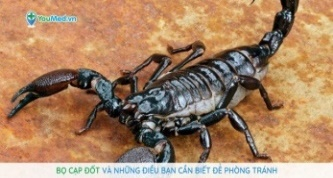 YouMed.vn
BỌ CẠP ĐỐT VÀ NHỮNG ĐIỀU BẠN CẦN BIẾT ĐỂ PHÒNG TRÁNH